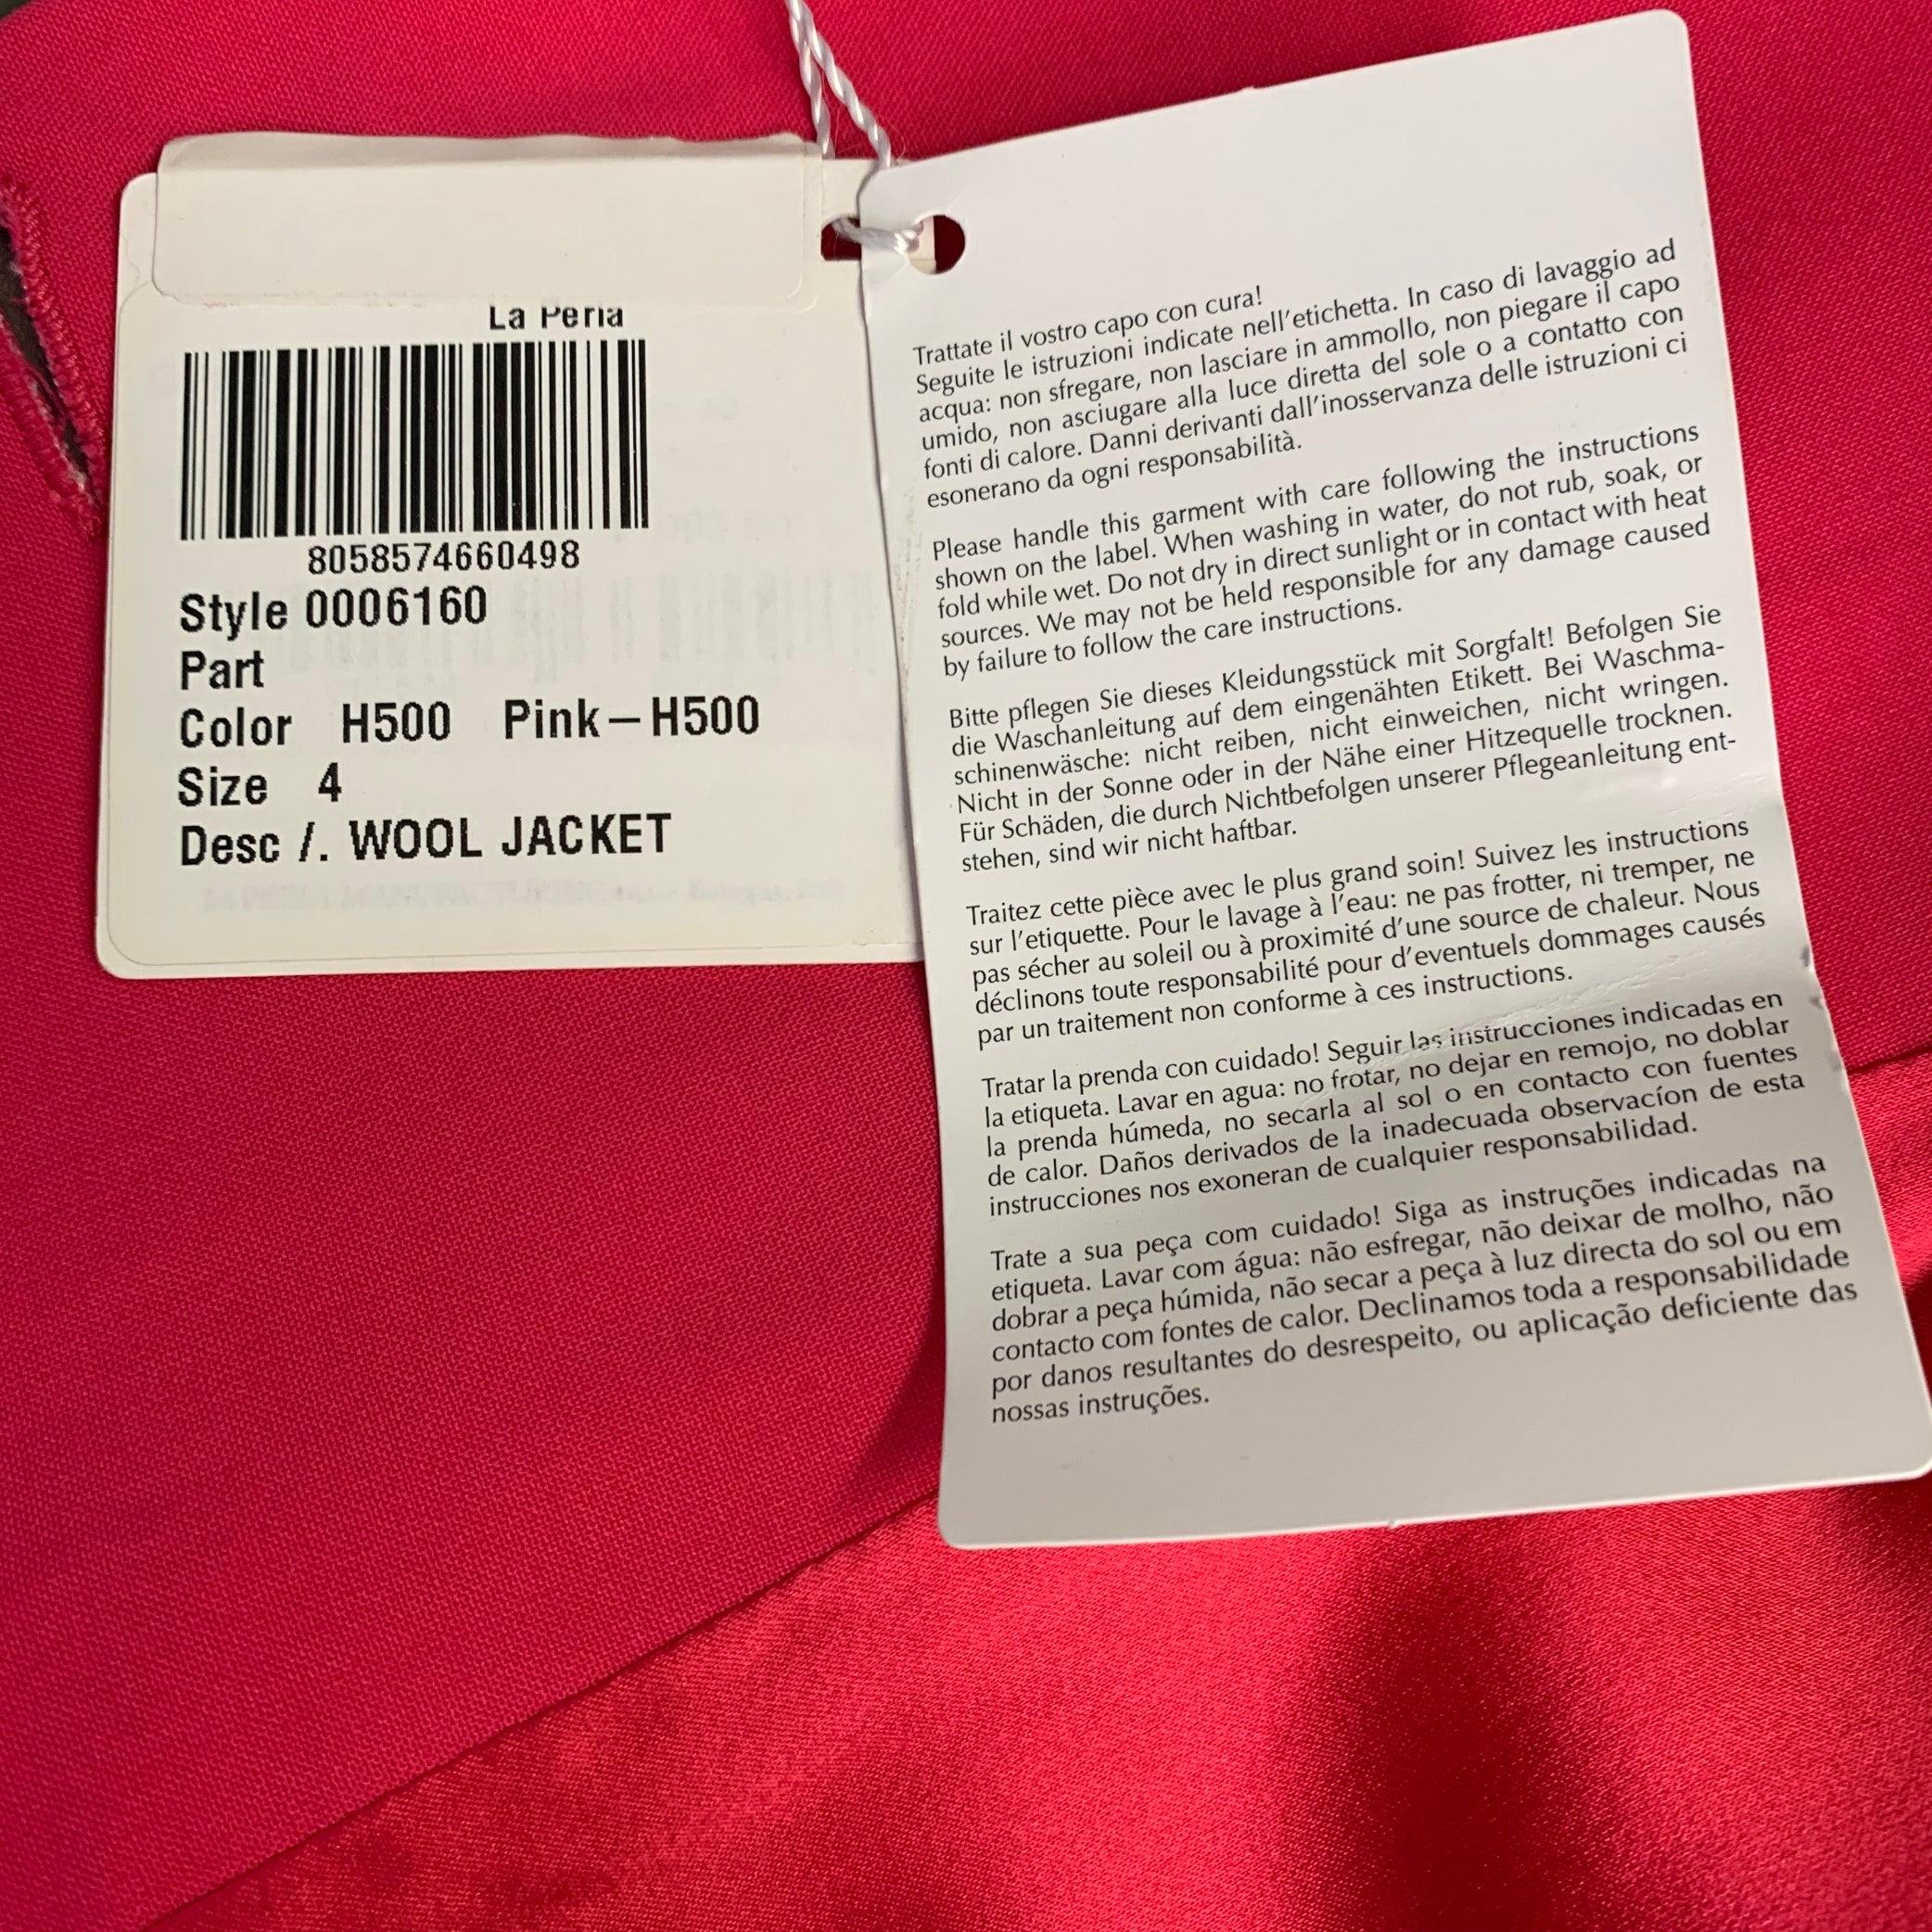 La Perla
8058574660498
Style 0006160
Part
Color H500 Pink-H500
Size 4
Desc /. WOOL JACKET
Trattate il vostro capo con cura!
Seguite le istruzioni indicate nell'etichetta. In caso di lavaggio ad
acqua: non sfregare, non lasciare in ammollo, non piegare il capo
umido, non asciugare alla luce diretta del sole o a contatto con
fonti di calore. Danni derivanti dall'inosservanza delle istruzioni ci
esonerano da ogni responsabilità.
Please handle this garment with care following the instructions
shown on the label. When washing in water, do not rub, soak, or
fold while wet. Do not dry in direct sunlight or in contact with heat
sources. We may not be held responsible for any damage caused
by failure to follow the care instructions.
Bitte pflegen Sie dieses Kleidungsstück mit Sorgfalt! Befolgen Sie
die Waschanleitung auf dem eingenähten Etikett. Bei Waschma-
schinenwäsche: nicht reiben, nicht einweichen, nicht wringen.
Nicht in der Sonne oder in der Nähe einer Hitzequelle trocknen.
Für Schäden, die durch Nichtbefolgen unserer Pflegeanleitung ent-
stehen, sind wir nicht haftbar.
Traitez cette pièce avec le plus grand soin! Suivez les instructions
sur l'etiquette. Pour le lavage à l'eau: ne pas frotter, ni tremper, ne
pas sécher au soleil ou à proximité d'une source de chaleur. Nous
déclinons toute responsabilité pour d'eventuels dommages causés
par un traitement non conforme à ces instructions.
Tratar la prenda con cuidado! Seguir las instrucciones indicadas en
la etiqueta. Lavar en agua: no frotar, no dejar en remojo, no doblar
la prenda húmeda, no secarla al sol o en contacto con fuentes
de calor. Daños derivados de la inadecuada observacíon de esta
instrucciones nos exoneran de cualquier responsabilidad.
Trate a sua peça com cuidado! Siga as instruções indicadas na
etiqueta. Lavar com água: não esfregar, não deixar de molho, não
dobrar a peça húmida, não secar a peça à luz directa do sol ou em
contacto com fontes de calor. Declinamos toda a responsabilidade
por danos resultantes do desrespeito, ou aplicação deficiente das
nossas instruções.